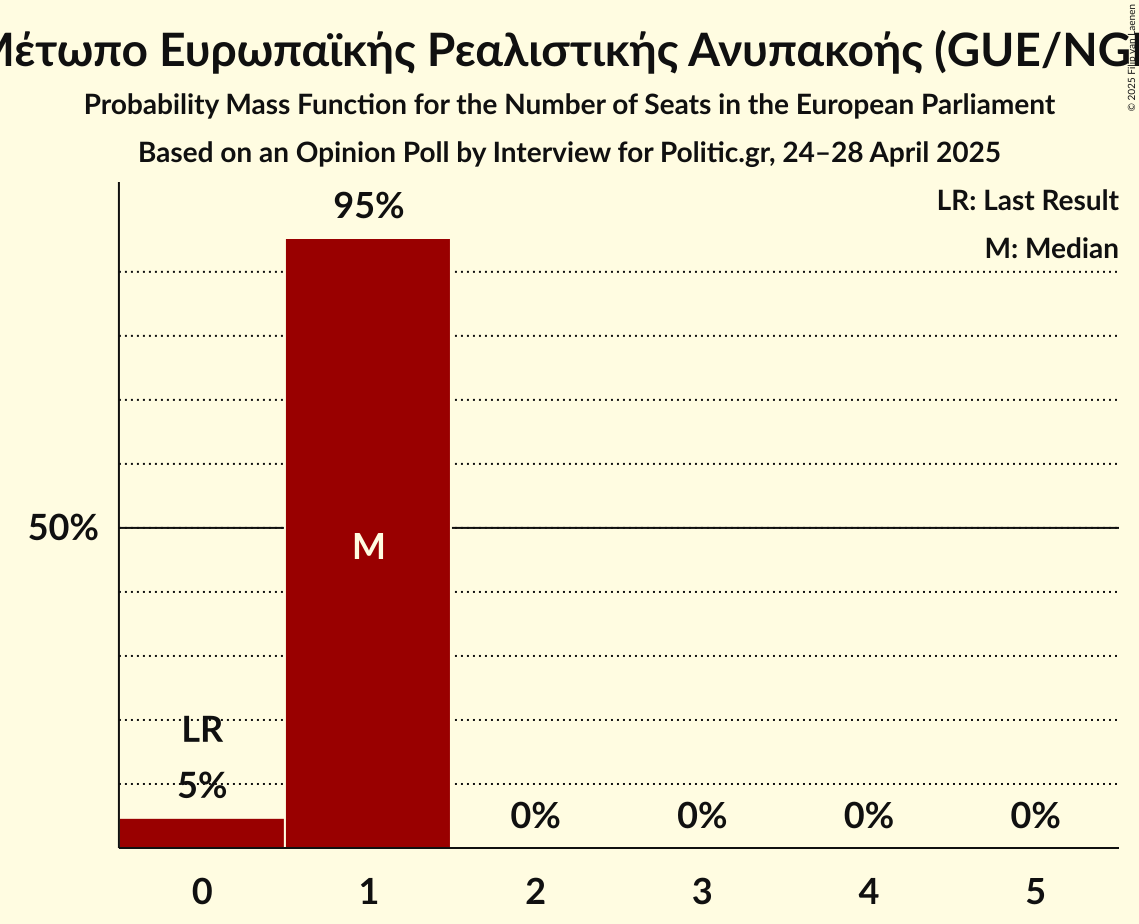 Μέτωπο Ευρωπαϊκής Ρεαλιστικής Ανυπακοής (GUE/NGL
© 2025 Filip van Laenen
Probability Mass Function for the Number of Seats in the European Parliament
Based on an Opinion Poll by Interview for Politic.gr, 24–28 April 2025
LR: Last Result
M: Median
95%
50%
M
LR
5%
0% 0% 0% 0%
0 1 2 3 4 5